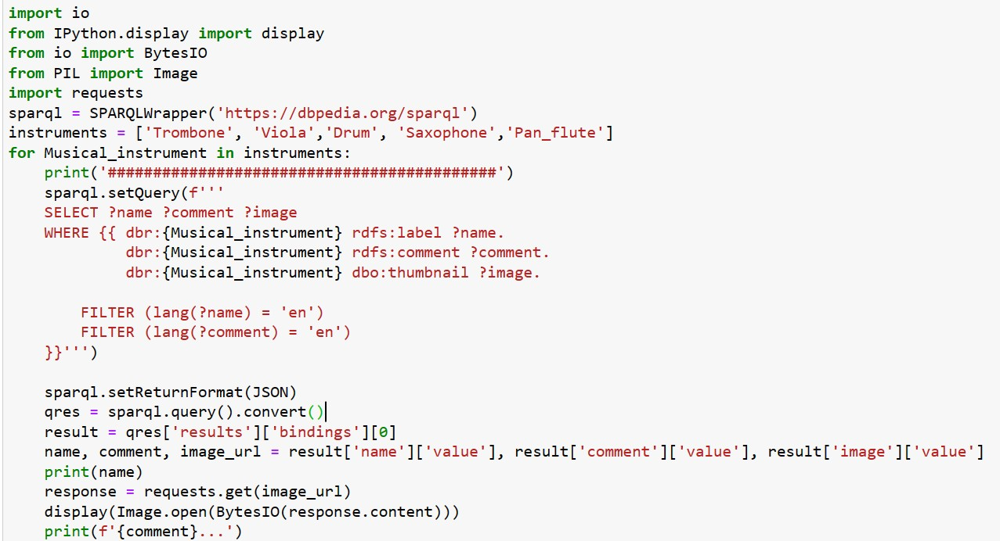 import io
from IPython.display import display
from io import BytesIO
from PIL import Image
import requests
sparql = SPARQLWrapper('https://dbpedia.org/sparql')
instruments = ['Trombone', 'Viola','Drum', 'Saxophone','Pan_flute']
for Musical_instrument in instruments:
    print('###########################################')
    sparql.setQuery(f'''
    SELECT ?name ?comment ?image
    WHERE {{ dbr:{Musical_instrument} rdfs:label ?name.
             dbr:{Musical_instrument} rdfs:comment ?comment.
             dbr:{Musical_instrument} dbo:thumbnail ?image.

        FILTER (lang(?name) = 'en')
        FILTER (lang(?comment) = 'en')
    }}''')

    sparql.setReturnFormat(JSON)
    qres = sparql.query().convert()
    result = qres['results']['bindings'][0]
    name, comment, image_url = result['name']['value'], result['comment']['value'], result['image']['value']
    print(name)
    response = requests.get(image_url)
    display(Image.open(BytesIO(response.content)))
    print(f'{comment}...')